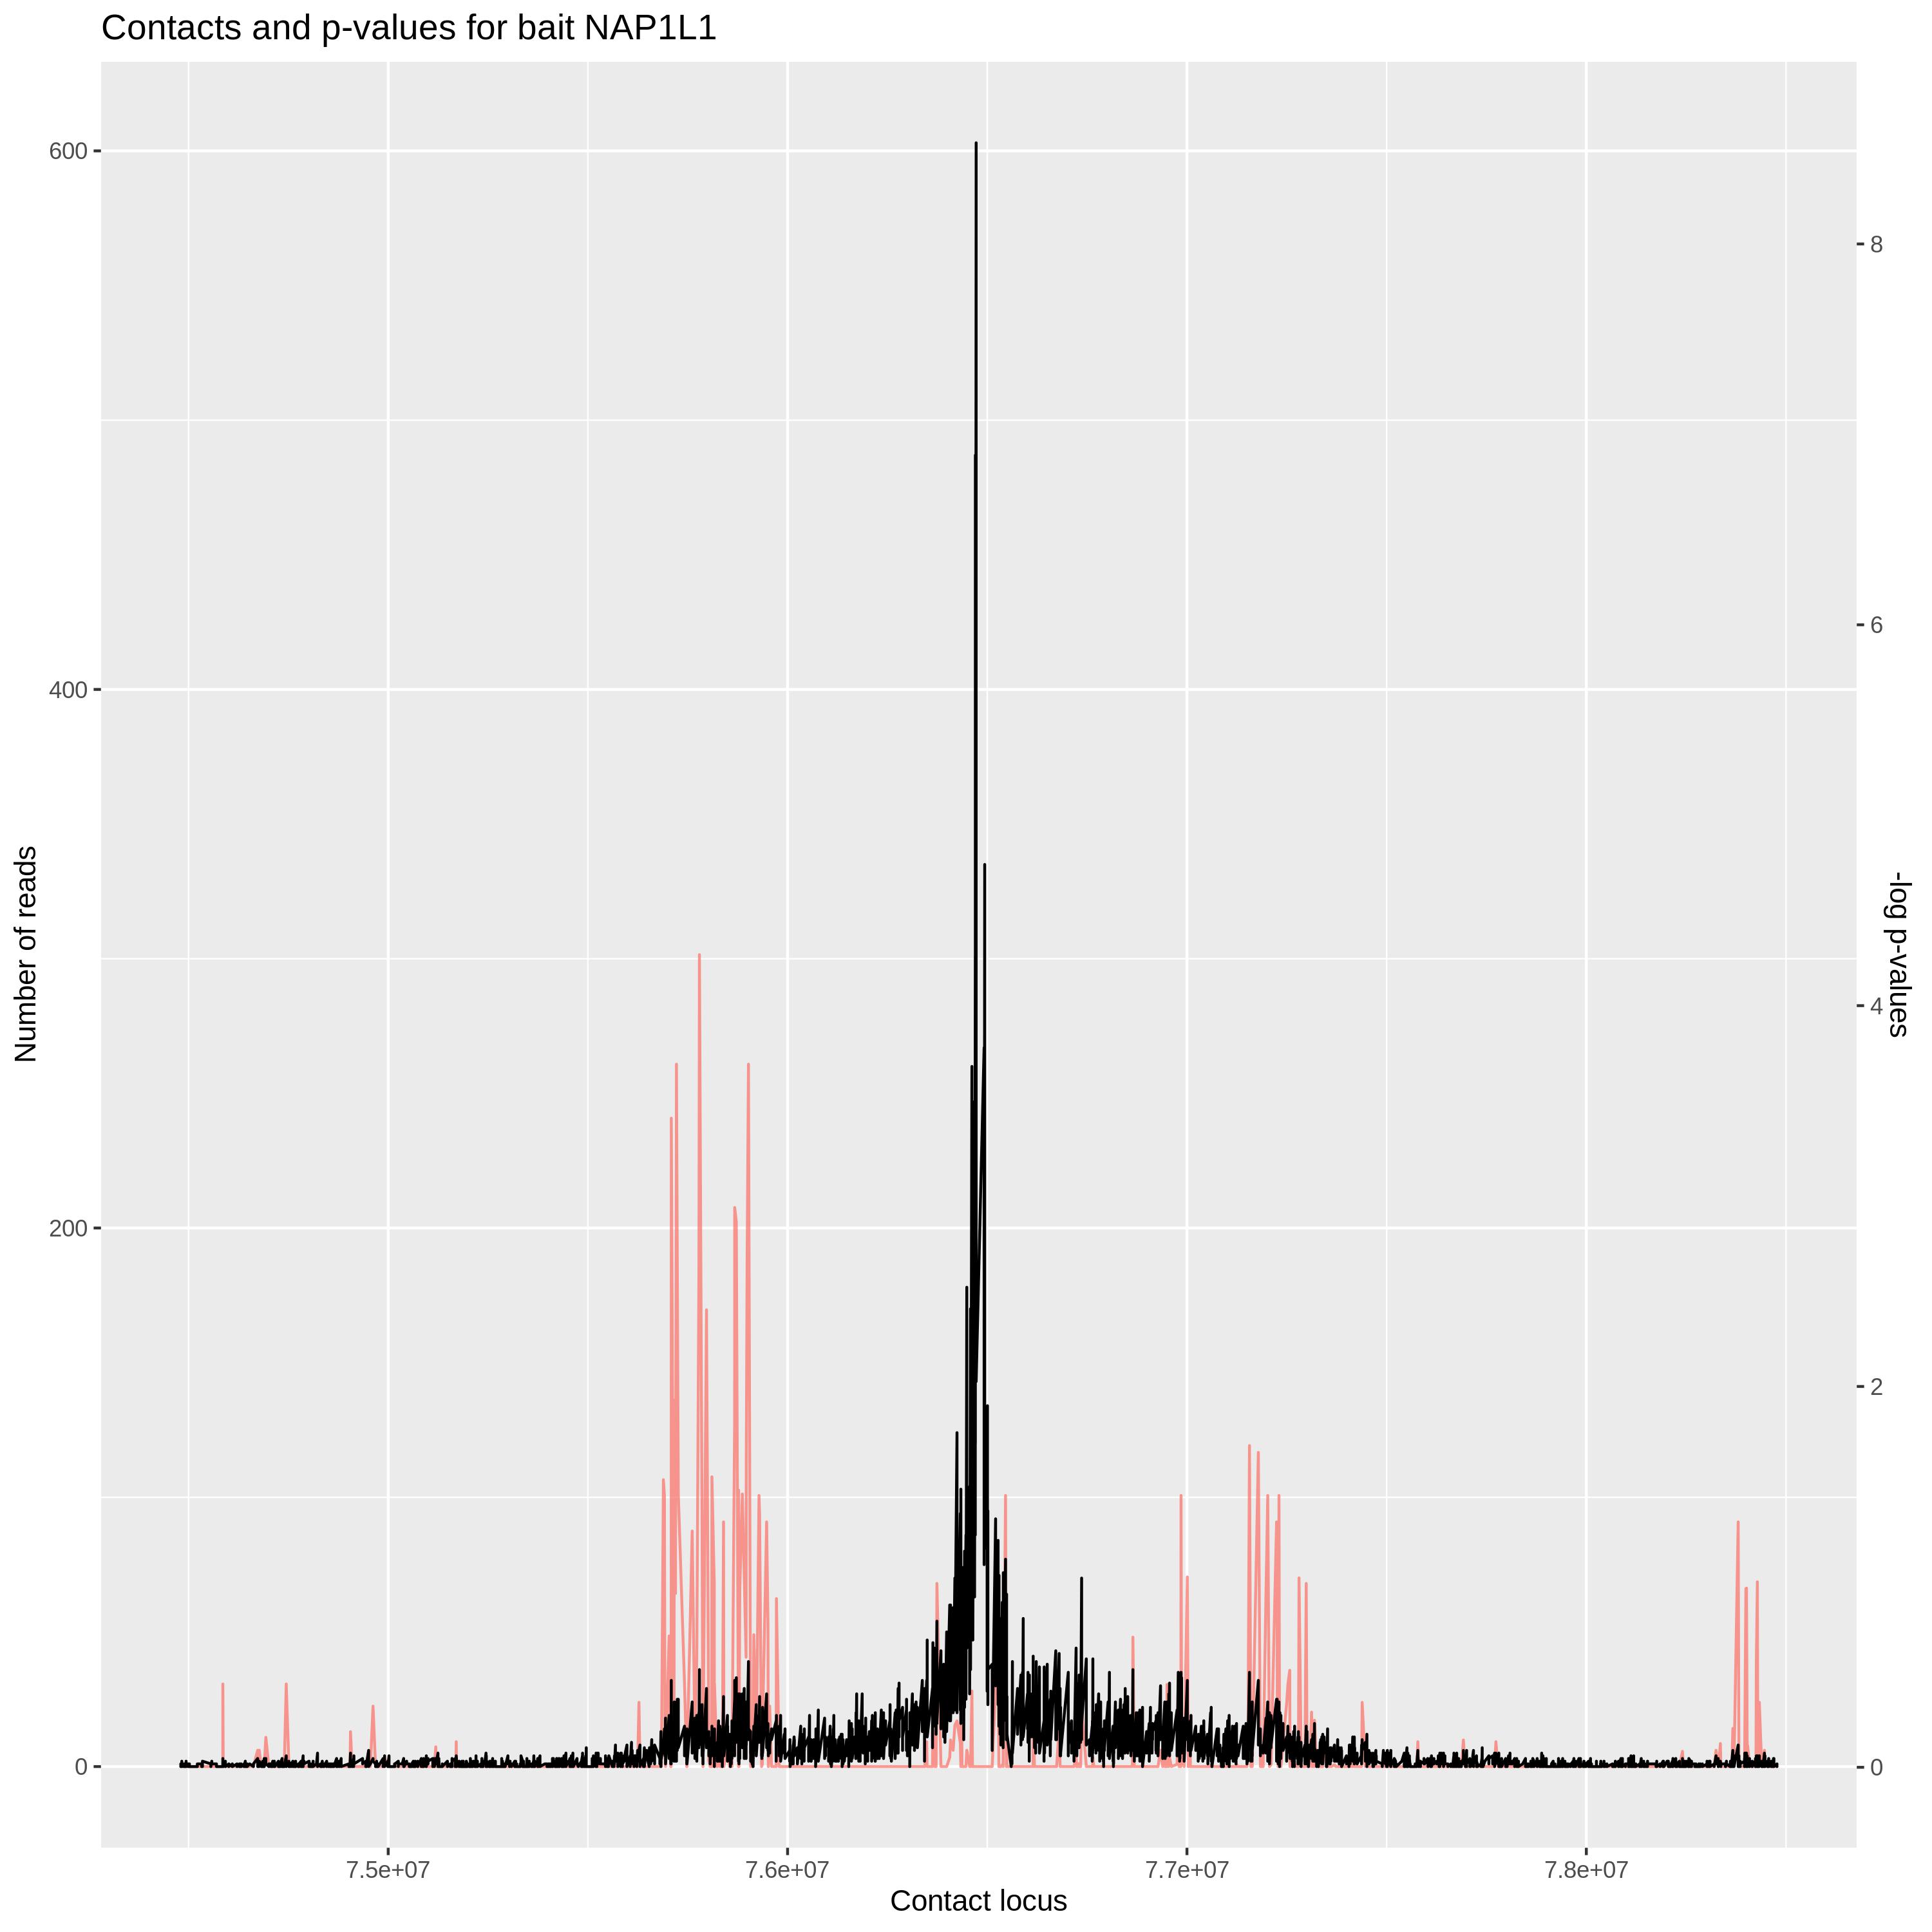 Contacts and p-values for bait NAP1L1
600
400
200
0
Number of reads
8
6
4
2
0
-log p-values
7.5e+07
7.6e+07
7.7e+07
7.8e+07
Contact locus